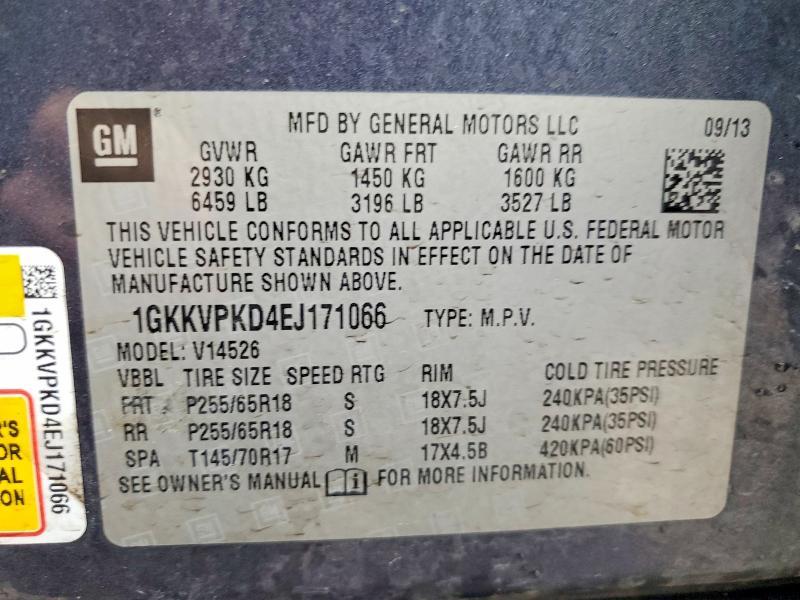 GM
MFD BY GENERAL MOTORS LLC 09/13
GVWR GAWR FRT GAWR RR
2930 KG 1450 KG 1600 KG
6459 LB 3196 LB 3527 LB
THIS VEHICLE CONFORMS TO ALL APPLICABLE U.S. FEDERAL MOTOR
VEHICLE SAFETY STANDARDS IN EFFECT ON THE DATE OF
MANUFACTURE SHOWN ABOVE.
1GKKVPKD4EJ171066 TYPE: M.P.V.
MODEL: V14526
VBBL TIRE SIZE SPEED RTG RIM COLD TIRE PRESSURE
FRT P255/65R18 S 18X7.5J 240KPA(35PSI)
RR P255/65R18 S 18X7.5J 240KPA(35PSI)
SPA T145/70R17 M 17X4.5B 420KPA(60PSI)
SEE OWNER'S MANUAL FOR MORE INFORMATION.
1GKKVPKD4EJ171066
R'S
OR
AL
ON